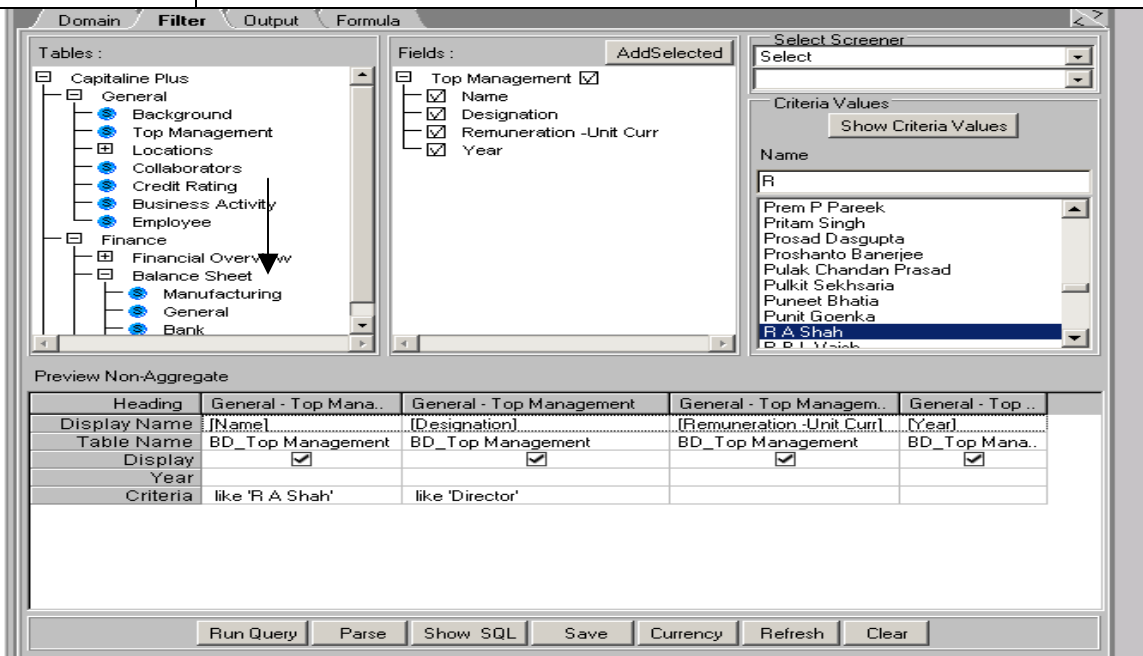 Domain Filter Output Formula
Tables :
Capitaline Plus
General
Background
Top Management
Locations
Collaborators
Credit Rating
Business Activity
Employee
Finance
Financial Overview
Balance Sheet
Manufacturing
General
Bank
Fields :
AddSelected
Top Management
Name
Designation
Remuneration -Unit Curr
Year
Select Screener
Select
Criteria Values
Show Criteria Values
Name
R
Prem P Pareek
Pritam Singh
Prosad Dasgupta
Proshanto Banerjee
Pulak Chandan Prasad
Pulkit Sekhsaria
Puneet Bhatia
Punit Goenka
R A Shah
Preview Non-Aggregate
Heading General - Top Mana.. General - Top Management General - Top Managem.. General - Top ..
Display Name [Name] [Designation] [Remuneration -Unit Curr] [Year]
Table Name BD_Top Management BD_Top Management BD_Top Management BD_Top Mana..
Display
Year
Criteria like 'R A Shah' like 'Director'
Run Query Parse Show SQL Save Currency Refresh Clear